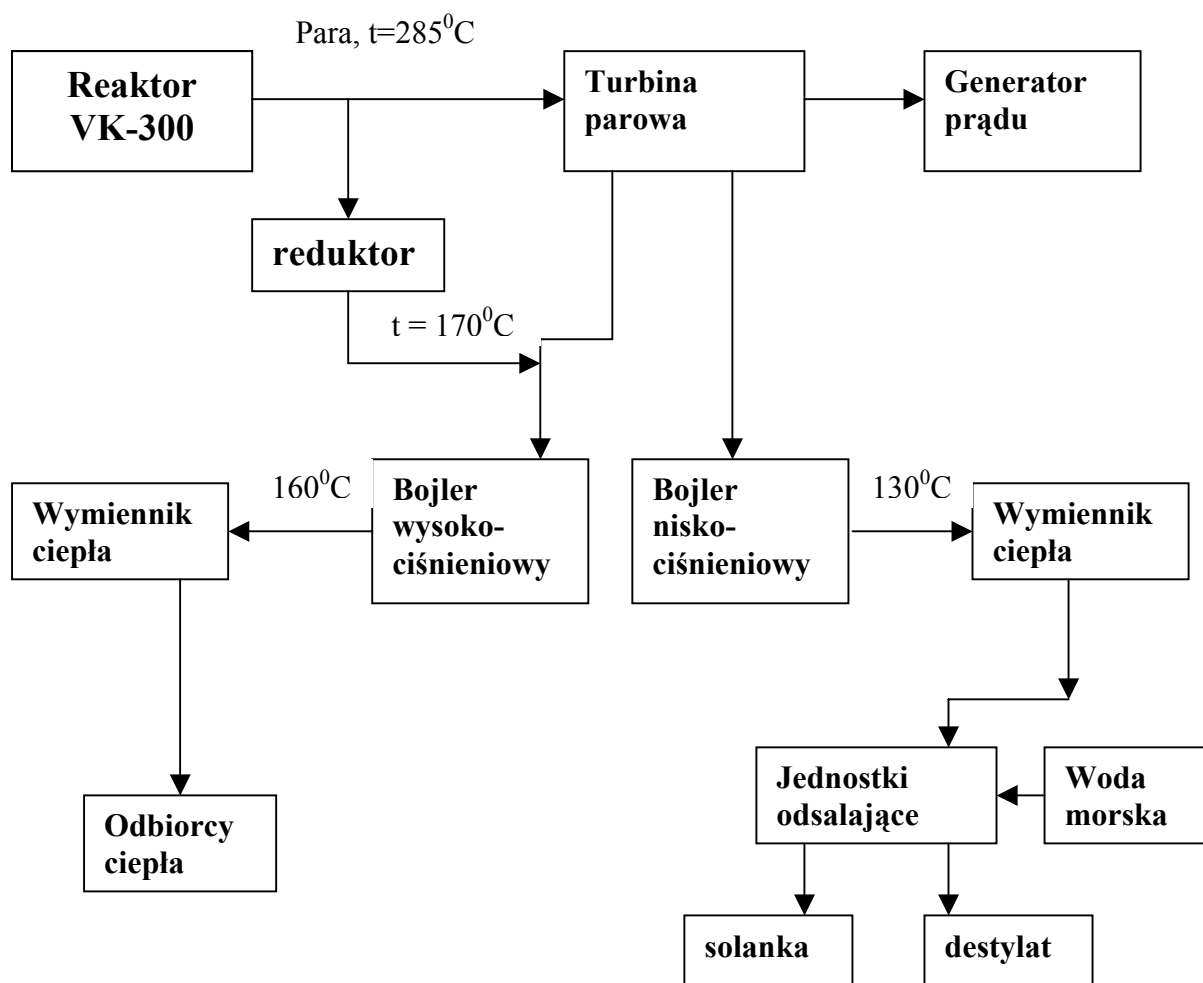 Para, t=285⁰C
Reaktor
VK-300
Turbina
parowa
Generator
prądu
reduktor
t = 170⁰C
160⁰C
Wymiennik
ciepła
Bojler
wysoko-
ciśnieniowy
Bojler
nisko-
ciśnieniowy
130⁰C
Wymiennik
ciepła
Odbiorcy
ciepła
Jednostki
odsalające
Woda
morska
solanka
destylat